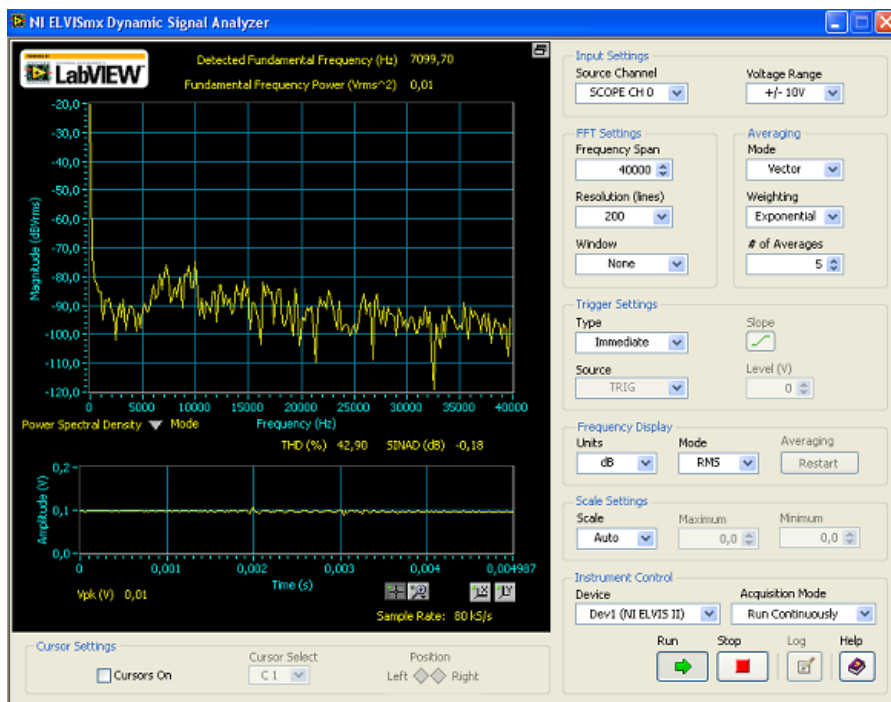 NI ELVISmx Dynamic Signal Analyzer
POWERED BY
LabVIEW
Detected Fundamental Frequency (Hz) 7099,70
Fundamental Frequency Power (Vrms^2) 0,01
-20,0
-30,0
-40,0
-50,0
-60,0
-70,0
-80,0
-90,0
-100,0
-110,0
-120,0
Magnitude (dBVrms)
0 5000 10000 15000 20000 25000 30000 35000 40000
Power Spectral Density Mode Frequency (Hz)
THD (%) 42,90 SINAD (dB) -0,18
0,2
0,1
0,0
Amplitude (V)
0 0,001 0,002 0,003 0,004 0,004987
Time (s)
Vpk (V) 0,01
Sample Rate: 80 kS/s
Cursor Settings
Cursors On
Cursor Select
C 1
Position
Left Right
Input Settings
Source Channel Voltage Range
SCOPE CH 0 +/- 10V
FFT Settings
Frequency Span
40000
Resolution (lines)
200
Window
None
Averaging
Mode
Vector
Weighting
Exponential
# of Averages
5
Trigger Settings
Type Slope
Immediate
Source Level (V)
TRIG 0
Frequency Display
Units Mode Averaging
dB RMS Restart
Scale Settings
Scale Maximum Minimum
Auto 0,0 0,0
Instrument Control
Device Acquisition Mode
Dev1 (NI ELVIS II) Run Continuously
Run Stop Log Help